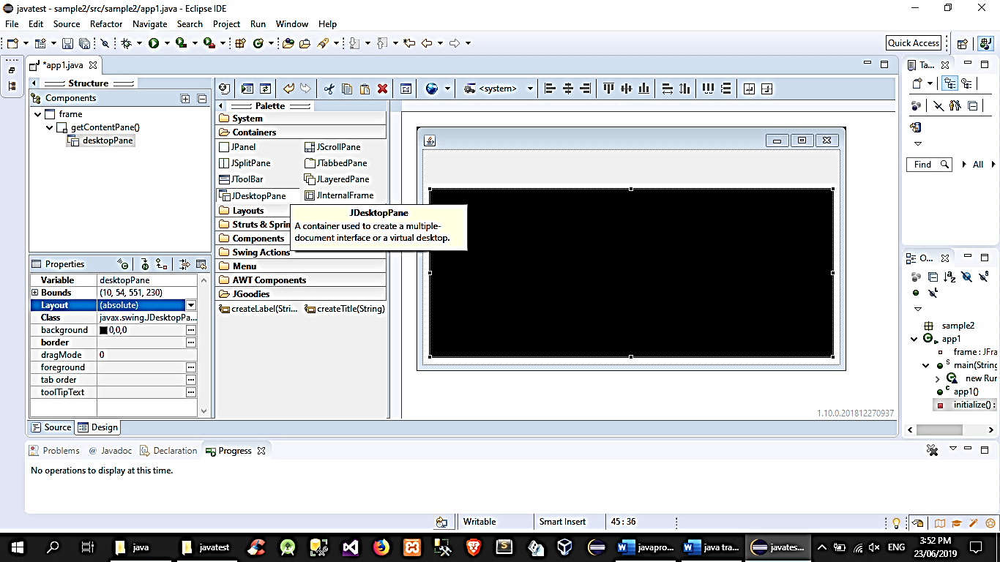 javatest - sample2/src/sample2/app1.java - Eclipse IDE
File Edit Source Refactor Navigate Search Project Run Window Help
Quick Access
*app1.java
Structure
Components
frame
getContentPane()
desktopPane
Properties
Variable desktopPane
Bounds (10, 54, 551, 230)
Layout (absolute)
Class javax.swing.JDesktopPa...
background 0,0,0
border
dragMode 0
foreground
tab order
toolTipText
<system>
Palette
System
Containers
JPanel JScrollPane
JSplitPane JTabbedPane
JToolBar JLayeredPane
JDesktopPane JInternalFrame
Layouts
Struts & Sprin
Components
Swing Actions
Menu
AWT Components
JGoodies
createLabel(Stri... createTitle(String)
JDesktopPane
A container used to create a multiple-
document interface or a virtual desktop.
1.10.0.201812270937
Source Design
Ta...
Find All
O...
sample2
app1
frame : JFra
main(String
new Rur
app1()
initialize() :
Problems @ Javadoc Declaration Progress
No operations to display at this time.
Writable Smart Insert 45 : 36
java javatest javapro... java tra... javates... ENG
3:52 PM
23/06/2019